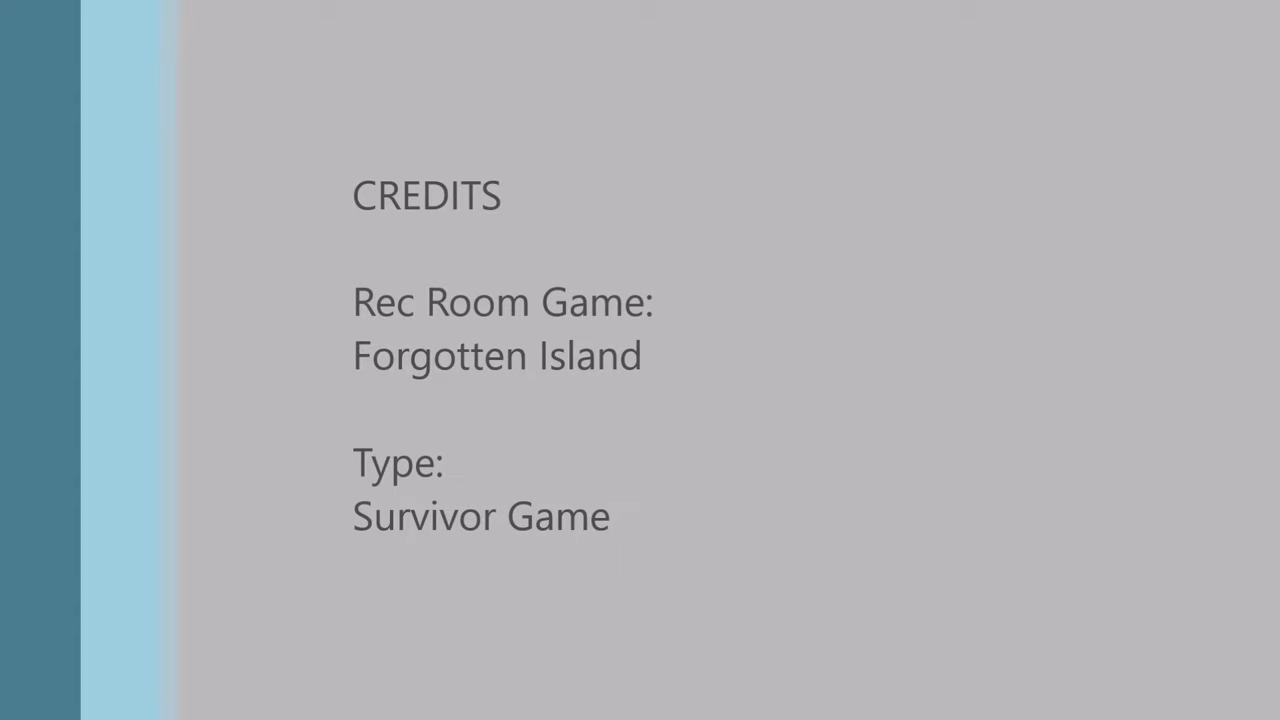 CREDITS
Rec Room Game:
Forgotten Island
Type:
Survivor Game